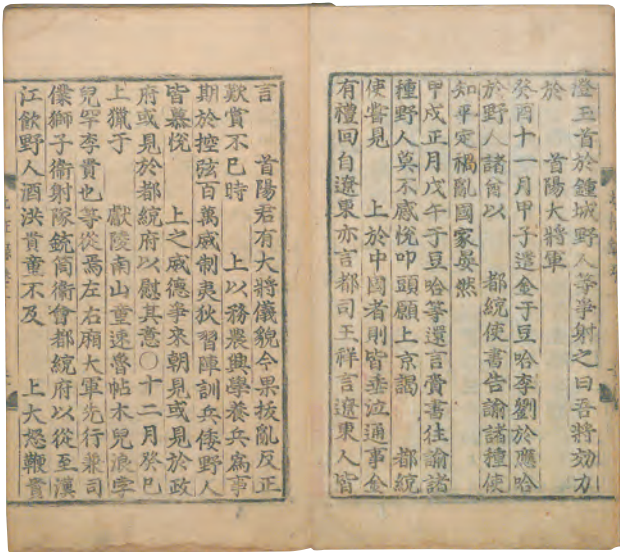 澄玉首於鍾城野人等爭射之曰吾將効力
於　　首陽大將軍
癸酉十一月甲子遣金于豆哈李劉於應哈
於野人諸酋以　　都統使書告諭諸種使
知平定禍亂國家晏然
甲戌正月戊午于豆哈等還言賫書往諭諸
種野人莫不感悅叩頭願上京謁　　都統
使嘗見　　上於中國者則皆垂泣通事金
有禮回自遼東亦言都司王祥言遼東人皆
言　　首陽君有大將儀貌今果拔亂反正
歎賞不已時　　上以務農興學養兵爲事
期於控弦百萬威制夷狄習陣訓兵倭野人
皆慕悅　　上之威德爭來朝見或見於政
府或見於都統府以慰其意○十二月癸巳
上獵于　　獻陵南山童速魯帖木兒浪孛
兒罕李貴也等從焉左右廂大軍先行兼司
僕獅子衛射隊銃筒衛會都統府以從至漢
江飮野人酒洪貴童不及　　上大怒鞭貴